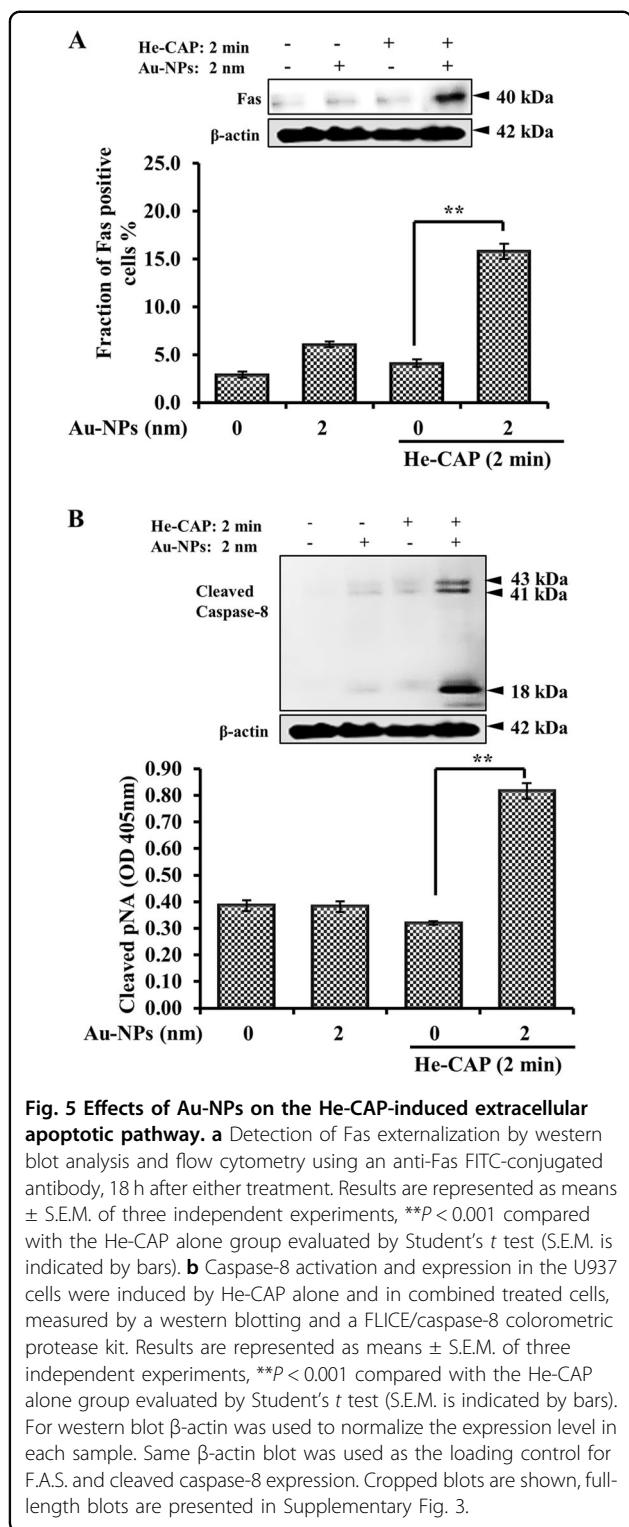 A
He-CAP: 2 min - - + +
Au-NPs: 2 nm - + - +
Fas 40 kDa
β-actin 42 kDa
25.0
20.0
15.0
10.0
5.0
0.0
Fraction of Fas positive
cells %
**
Au-NPs (nm) 0 2 0 2
He-CAP (2 min)
B
He-CAP: 2 min - - + +
Au-NPs: 2 nm - + - +
Cleaved
Caspase-8
43 kDa
41 kDa
18 kDa
β-actin 42 kDa
0.90
0.80
0.70
0.60
0.50
0.40
0.30
0.20
0.10
0.00
Cleaved pNA (OD 405nm)
**
Au-NPs (nm) 0 2 0 2
He-CAP (2 min)
Fig. 5 Effects of Au-NPs on the He-CAP-induced extracellular
apoptotic pathway. a Detection of Fas externalization by western
blot analysis and flow cytometry using an anti-Fas FITC-conjugated
antibody, 18 h after either treatment. Results are represented as means
± S.E.M. of three independent experiments, **P < 0.001 compared
with the He-CAP alone group evaluated by Student's t test (S.E.M. is
indicated by bars). b Caspase-8 activation and expression in the U937
cells were induced by He-CAP alone and in combined treated cells,
measured by a western blotting and a FLICE/caspase-8 colorometric
protease kit. Results are represented as means ± S.E.M. of three
independent experiments, **P < 0.001 compared with the He-CAP
alone group evaluated by Student's t test (S.E.M. is indicated by bars).
For western blot β-actin was used to normalize the expression level in
each sample. Same β-actin blot was used as the loading control for
F.A.S. and cleaved caspase-8 expression. Cropped blots are shown, full-
length blots are presented in Supplementary Fig. 3.